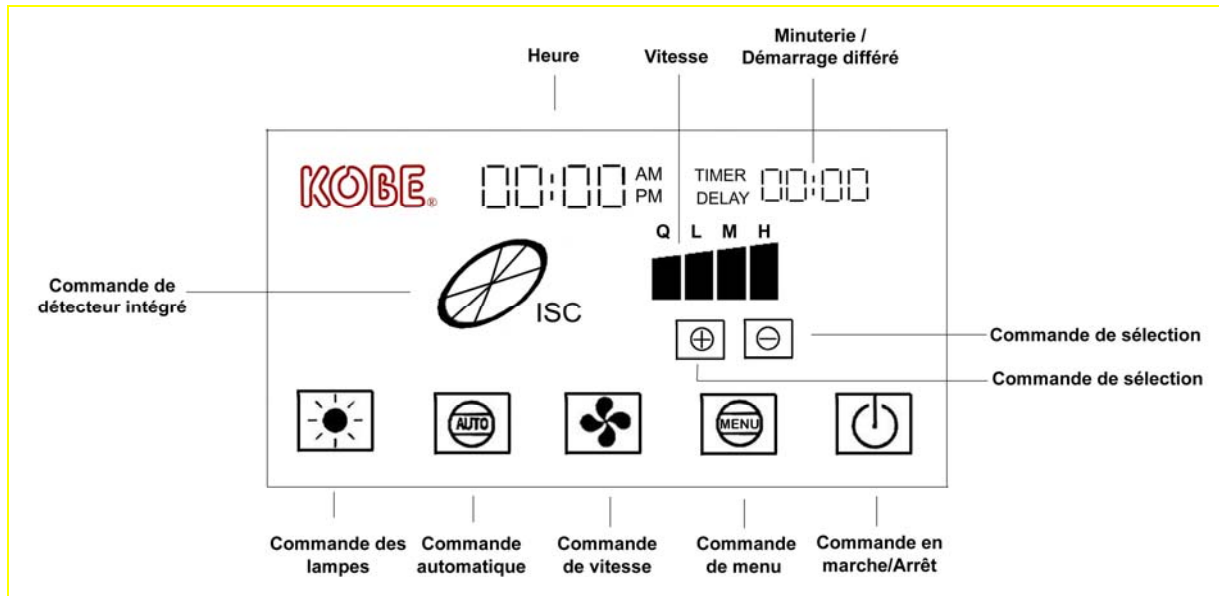 Minuterie /
Heure Vitesse Démarrage différé
KOBE®
00:00 AM TIMER 00:00
PM DELAY
Q L M H
Commande de
détecteur intégré
ISC
Commande de sélection
Commande de sélection
AUTO MENU
Commande des Commande Commande Commande Commande en
lampes automatique de vitesse de menu marche/Arrêt